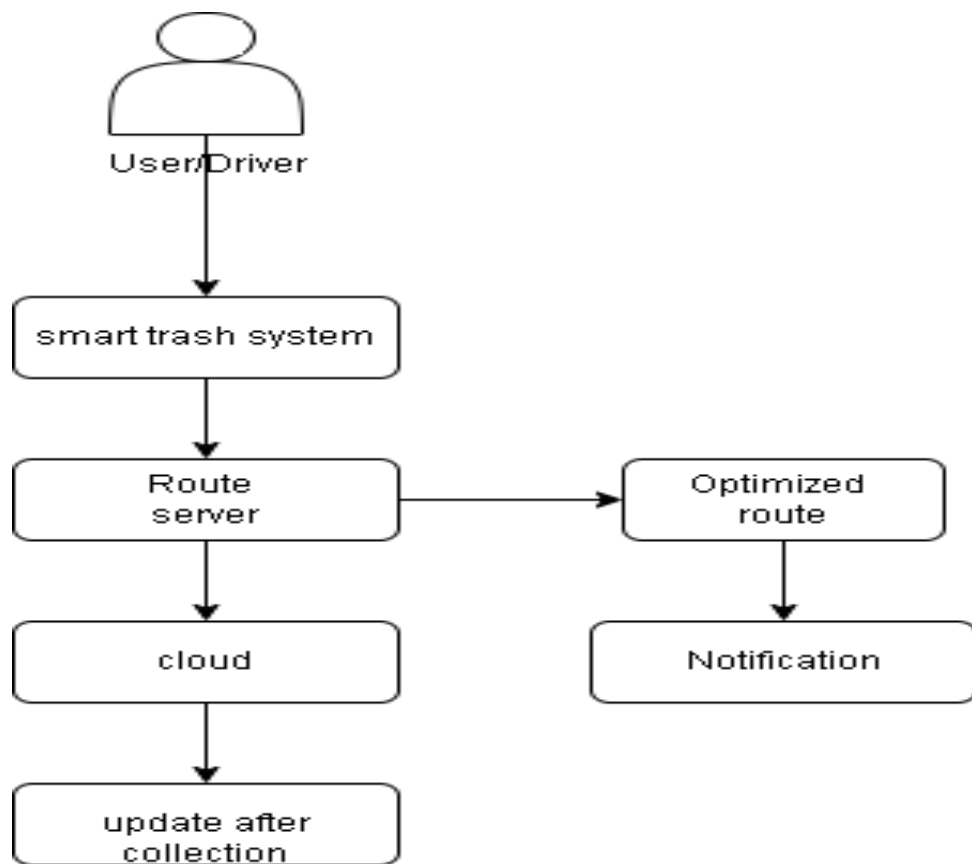 User/Driver
smart trash system
Route
server
Optimized
route
cloud
Notification
update after
collection